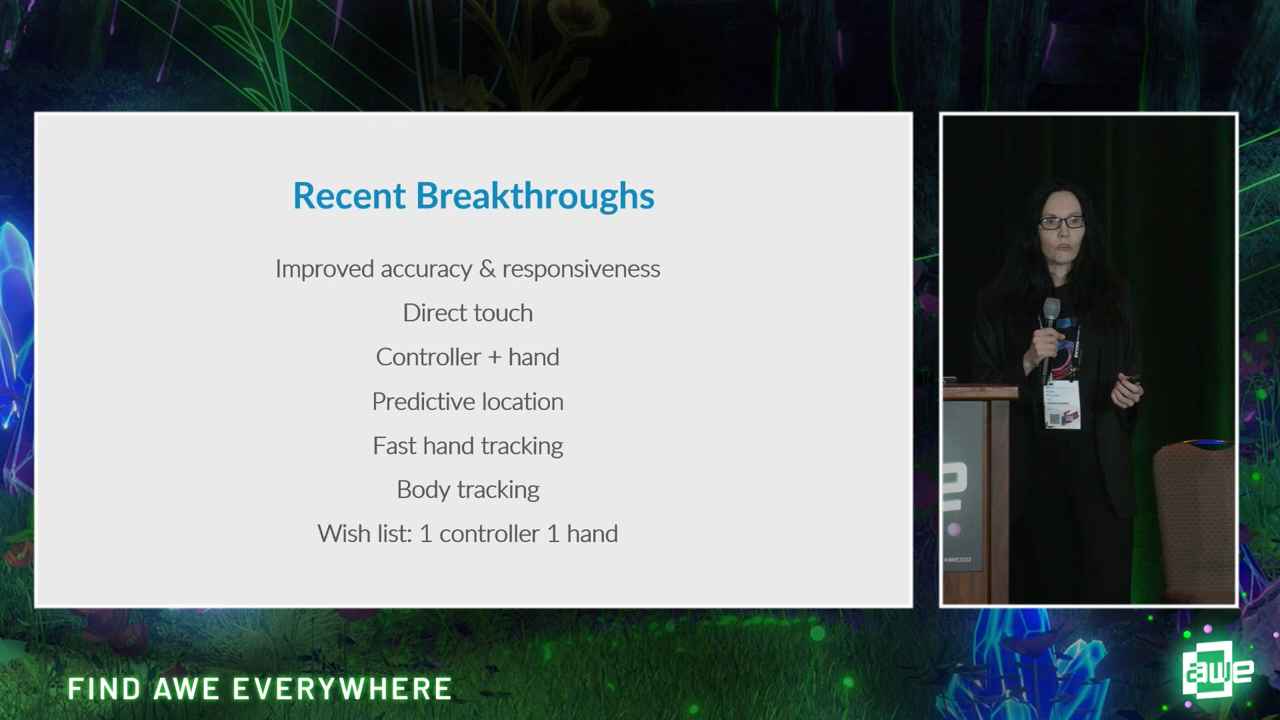 Recent Breakthroughs
Improved accuracy & responsiveness
Direct touch
Controller + hand
Predictive location
Fast hand tracking
Body tracking
Wish list: 1 controller 1 hand
#AWE2023
FIND AWE EVERYWHERE
awe